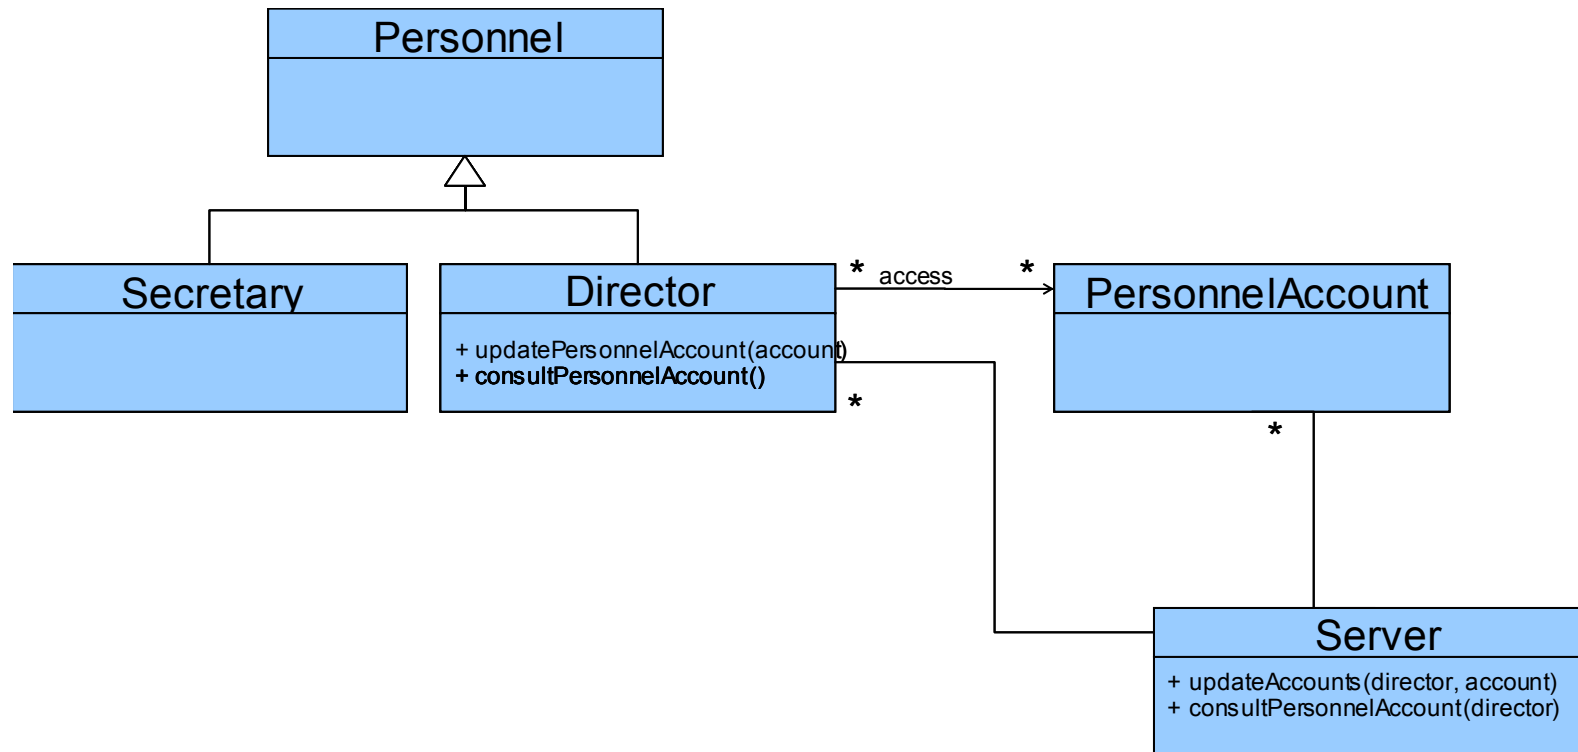 Personnel
Secretary
Director
* access *
PersonnelAccount
+ updatePersonnelAccount(account)
+ consultPersonnelAccount()
*
*
Server
+ updateAccounts(director, account)
+ consultPersonnelAccount(director)